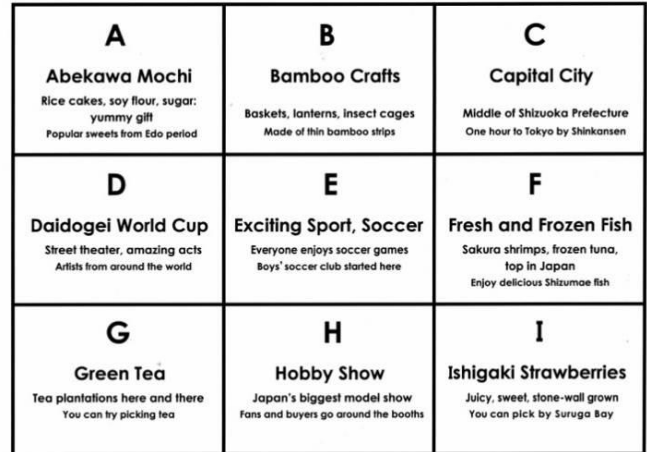 A
Abekawa Mochi
Rice cakes, soy flour, sugar:
yummy gift
Popular sweets from Edo period
B
Bamboo Crafts
Baskets, lanterns, insect cages
Made of thin bamboo strips
C
Capital City
Middle of Shizuoka Prefecture
One hour to Tokyo by Shinkansen
D
Daidogei World Cup
Street theater, amazing acts
Artists from around the world
E
Exciting Sport, Soccer
Everyone enjoys soccer games
Boys' soccer club started here
F
Fresh and Frozen Fish
Sakura shrimps, frozen tuna,
top in Japan
Enjoy delicious Shizumae fish
G
Green Tea
Tea plantations here and there
You can try picking tea
H
Hobby Show
Japan's biggest model show
Fans and buyers go around the booths
I
Ishigaki Strawberries
Juicy, sweet, stone-wall grown
You can pick by Suruga Bay